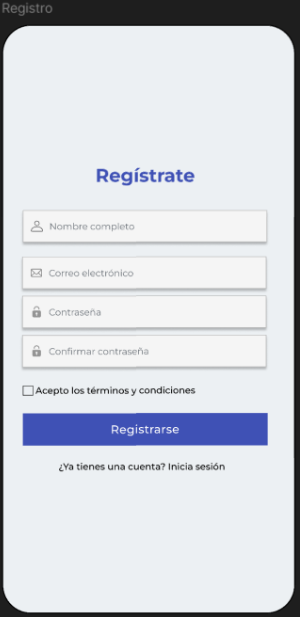 Registro
Regístrate
Nombre completo
Correo electrónico
Contraseña
Confirmar contraseña
Acepto los términos y condiciones
Registrarse
¿Ya tienes una cuenta? Inicia sesión